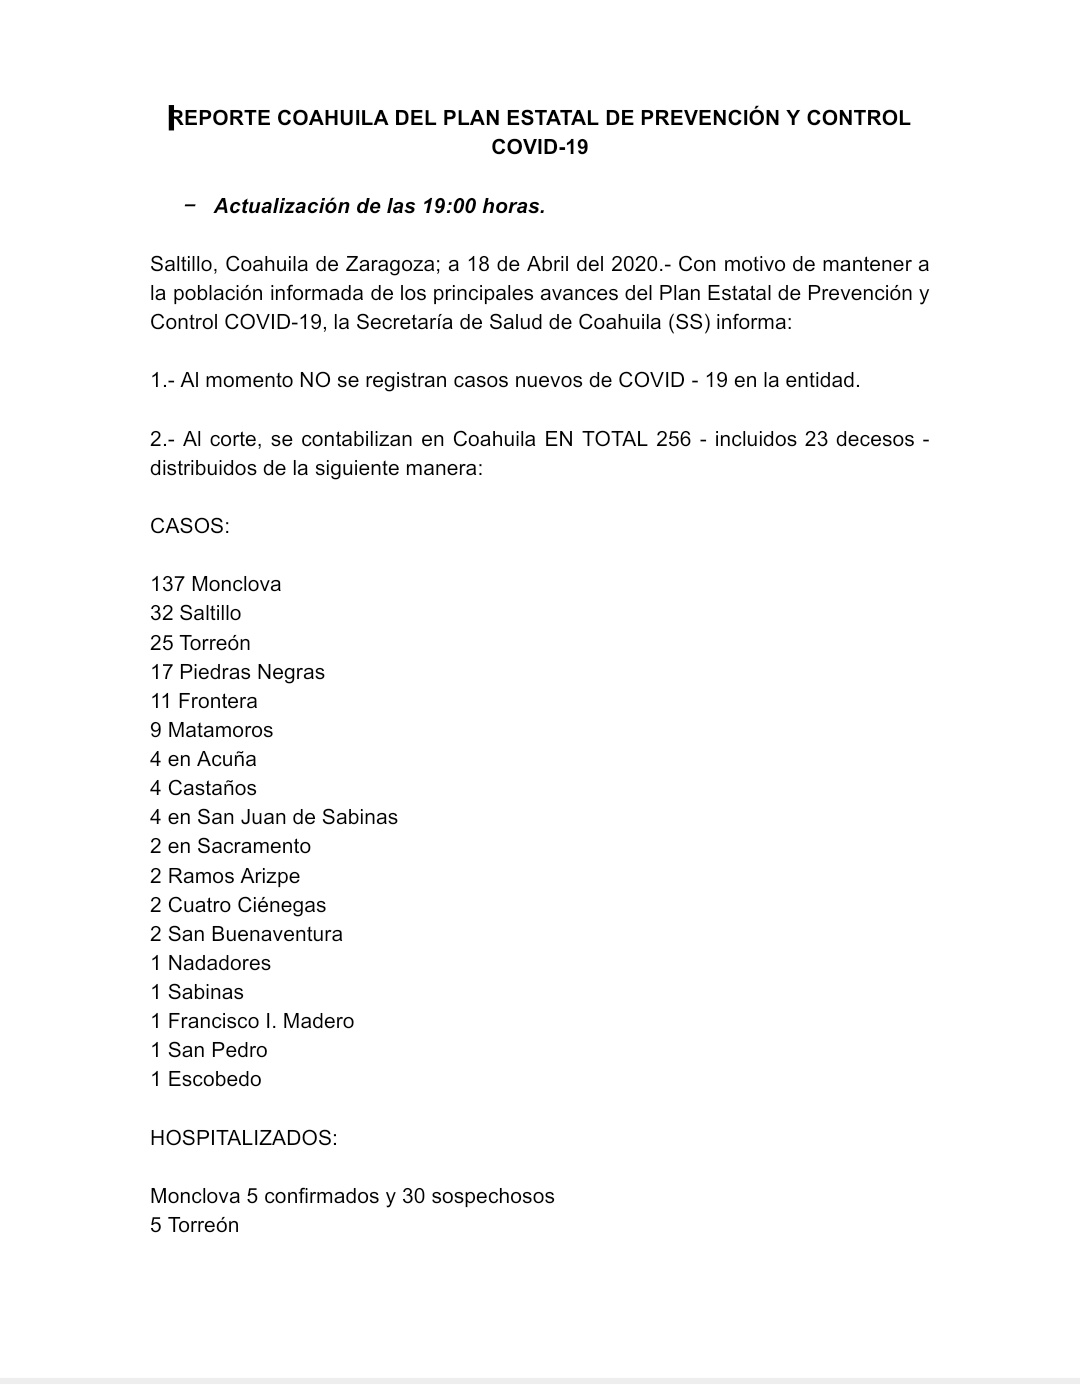 REPORTE COAHUILA DEL PLAN ESTATAL DE PREVENCIÓN Y CONTROL
COVID-19
– Actualización de las 19:00 horas.
Saltillo, Coahuila de Zaragoza; a 18 de Abril del 2020.- Con motivo de mantener a
la población informada de los principales avances del Plan Estatal de Prevención y
Control COVID-19, la Secretaría de Salud de Coahuila (SS) informa:
1.- Al momento NO se registran casos nuevos de COVID - 19 en la entidad.
2.- Al corte, se contabilizan en Coahuila EN TOTAL 256 - incluidos 23 decesos -
distribuidos de la siguiente manera:
CASOS:
137 Monclova
32 Saltillo
25 Torreón
17 Piedras Negras
11 Frontera
9 Matamoros
4 en Acuña
4 Castaños
4 en San Juan de Sabinas
2 en Sacramento
2 Ramos Arizpe
2 Cuatro Ciénegas
2 San Buenaventura
1 Nadadores
1 Sabinas
1 Francisco I. Madero
1 San Pedro
1 Escobedo
HOSPITALIZADOS:
Monclova 5 confirmados y 30 sospechosos
5 Torreón